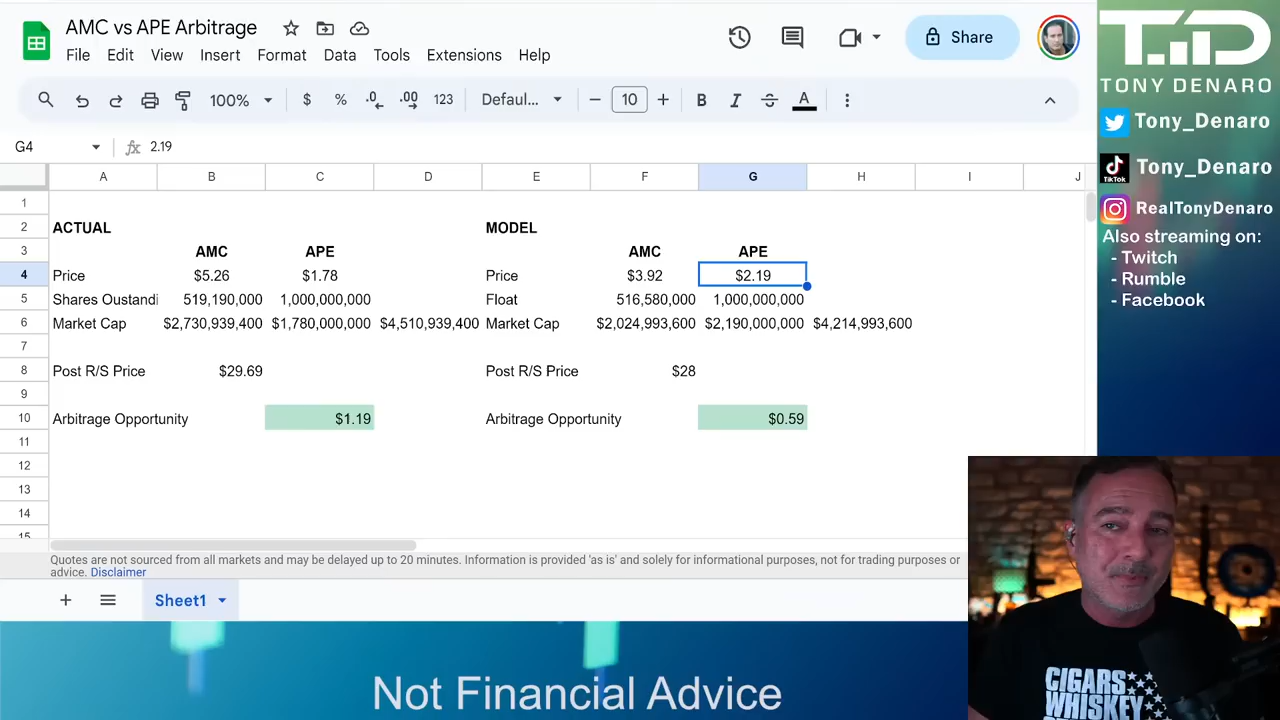 AMC vs APE Arbitrage
File Edit View Insert Format Data Tools Extensions Help
Share
100% $ % .0 .00 123 Defaul... 10 B I S A
G4 fx 2.19
A B C D E F G H I J
1
2 ACTUAL MODEL
3 AMC APE AMC APE
4 Price $5.26 $1.78 Price $3.92 $2.19
5 Shares Oustandi 519,190,000 1,000,000,000 Float 516,580,000 1,000,000,000
6 Market Cap $2,730,939,400 $1,780,000,000 $4,510,939,400 Market Cap $2,024,993,600 $2,190,000,000 $4,214,993,600
7
8 Post R/S Price $29.69 Post R/S Price $28
9
10 Arbitrage Opportunity $1.19 Arbitrage Opportunity $0.59
11
12
13
14
15
Quotes are not sourced from all markets and may be delayed up to 20 minutes. Information is provided 'as is' and solely for informational purposes, not for trading purposes or
advice. Disclaimer
Sheet1
Not Financial Advice
TD
TONY DENARO
Tony_Denaro
TikTok
Tony_Denaro
RealTonyDenaro
Also streaming on:
- Twitch
- Rumble
- Facebook
CIGARS
WHISKEY